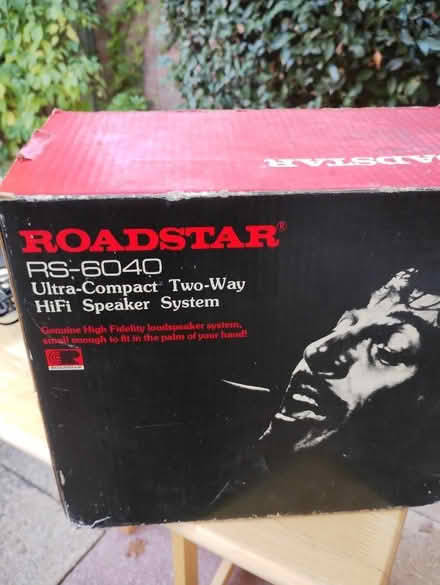 ROADSTAR
ROADSTAR®
RS-6040
Ultra-Compact Two-Way
HiFi Speaker System
Genuine High Fidelity loudspeaker system,
small enough to fit in the palm of your hand!
ROADSTAR